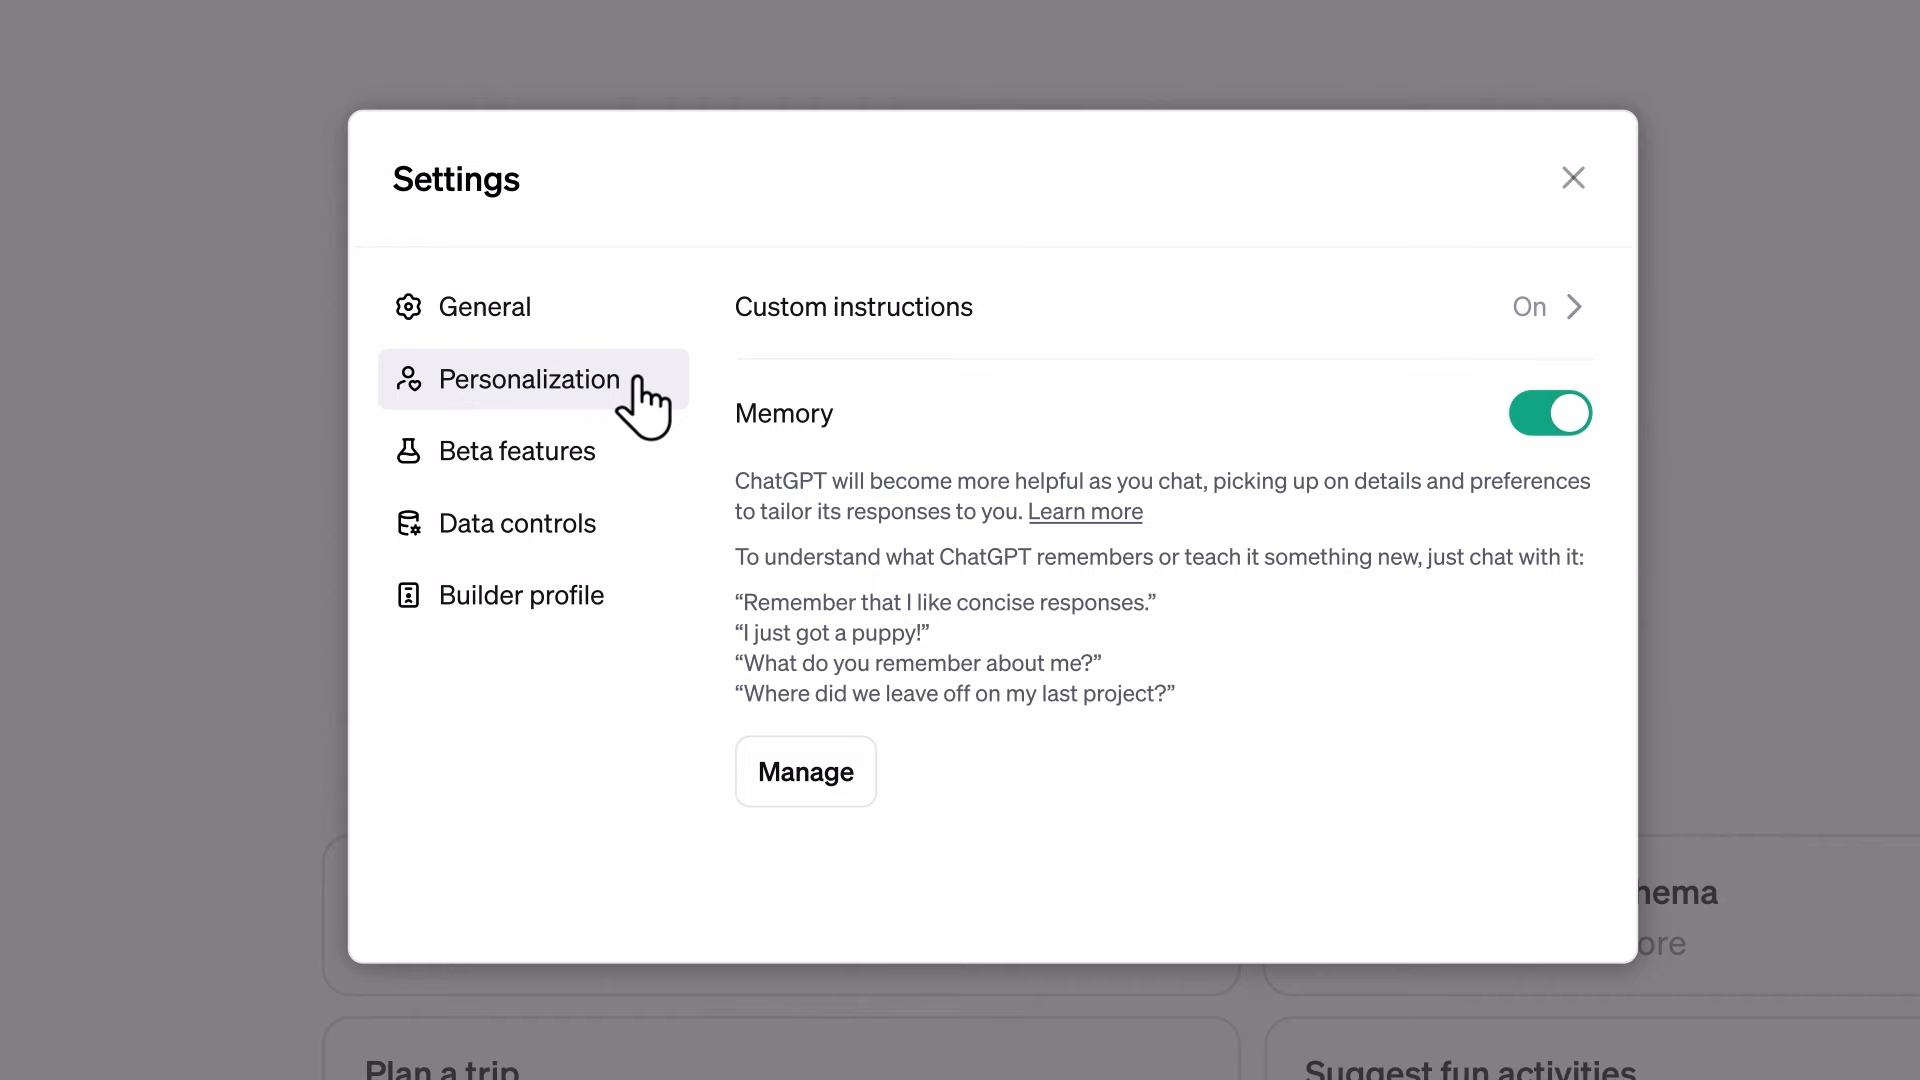 Settings
General
Personalization
Beta features
Data controls
Builder profile
Custom instructions
On
Memory
ChatGPT will become more helpful as you chat, picking up on details and preferences
to tailor its responses to you. Learn more
To understand what ChatGPT remembers or teach it something new, just chat with it:
“Remember that I like concise responses.”
“I just got a puppy!”
“What do you remember about me?”
“Where did we leave off on my last project?”
Manage
Plan a trip
Suggest fun activities